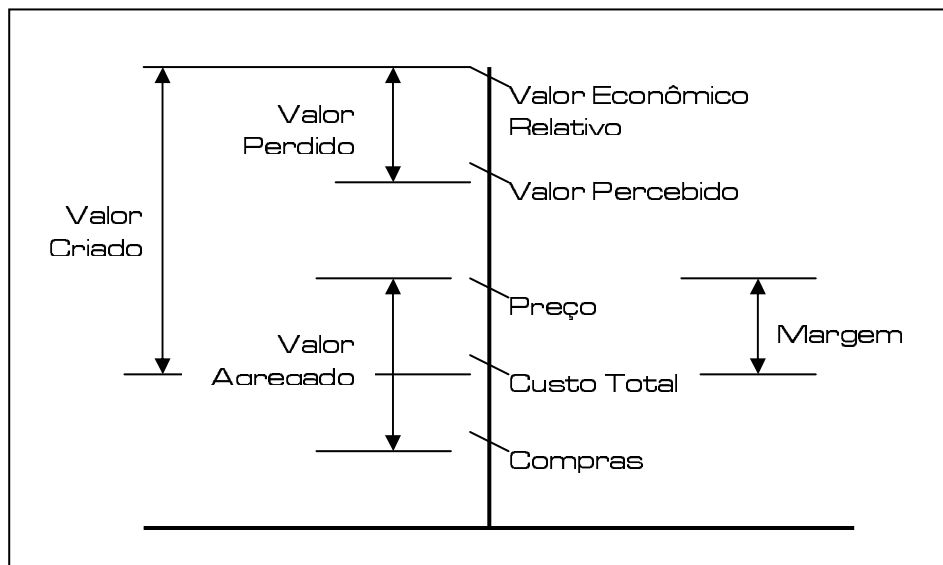 Valor Econômico
Relativo
Valor
Perdido
Valor Percebido
Valor
Criado
Preço
Margem
Valor
Agregado
Custo Total
Compras